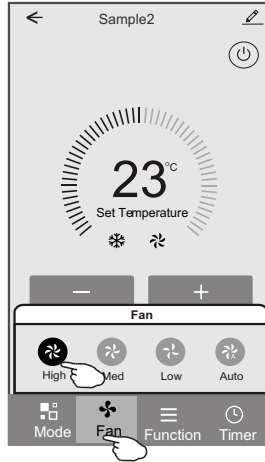 Sample2
23°C
Set Temperature
Fan
High Med Low Auto
A
Mode Fan Function Timer